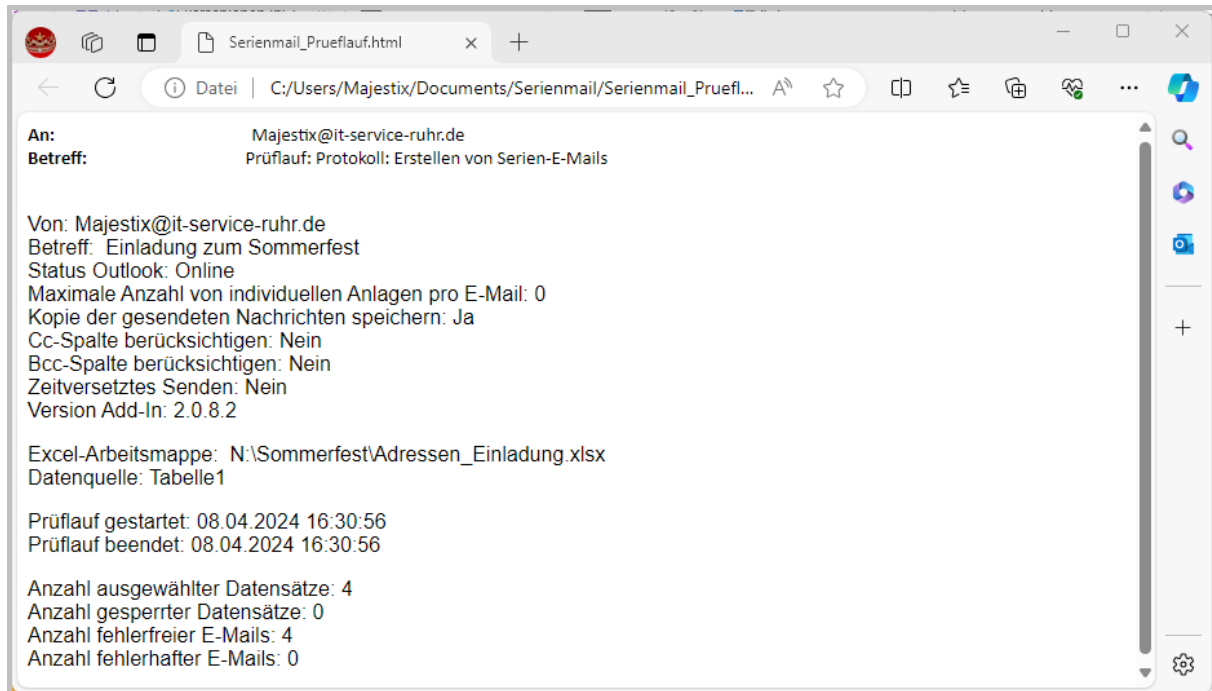 Serienmail_Prueflauf.html
Datei | C:/Users/Majestix/Documents/Serienmail/Serienmail_Pruefl...
An: Majestix@it-service-ruhr.de
Betreff: Prüflauf: Protokoll: Erstellen von Serien-E-Mails
Von: Majestix@it-service-ruhr.de
Betreff:  Einladung zum Sommerfest
Status Outlook: Online
Maximale Anzahl von individuellen Anlagen pro E-Mail: 0
Kopie der gesendeten Nachrichten speichern: Ja
Cc-Spalte berücksichtigen: Nein
Bcc-Spalte berücksichtigen: Nein
Zeitversetztes Senden: Nein
Version Add-In: 2.0.8.2
Excel-Arbeitsmappe:  N:\Sommerfest\Adressen_Einladung.xlsx
Datenquelle: Tabelle1
Prüflauf gestartet: 08.04.2024 16:30:56
Prüflauf beendet: 08.04.2024 16:30:56
Anzahl ausgewählter Datensätze: 4
Anzahl gesperrter Datensätze: 0
Anzahl fehlerfreier E-Mails: 4
Anzahl fehlerhafter E-Mails: 0